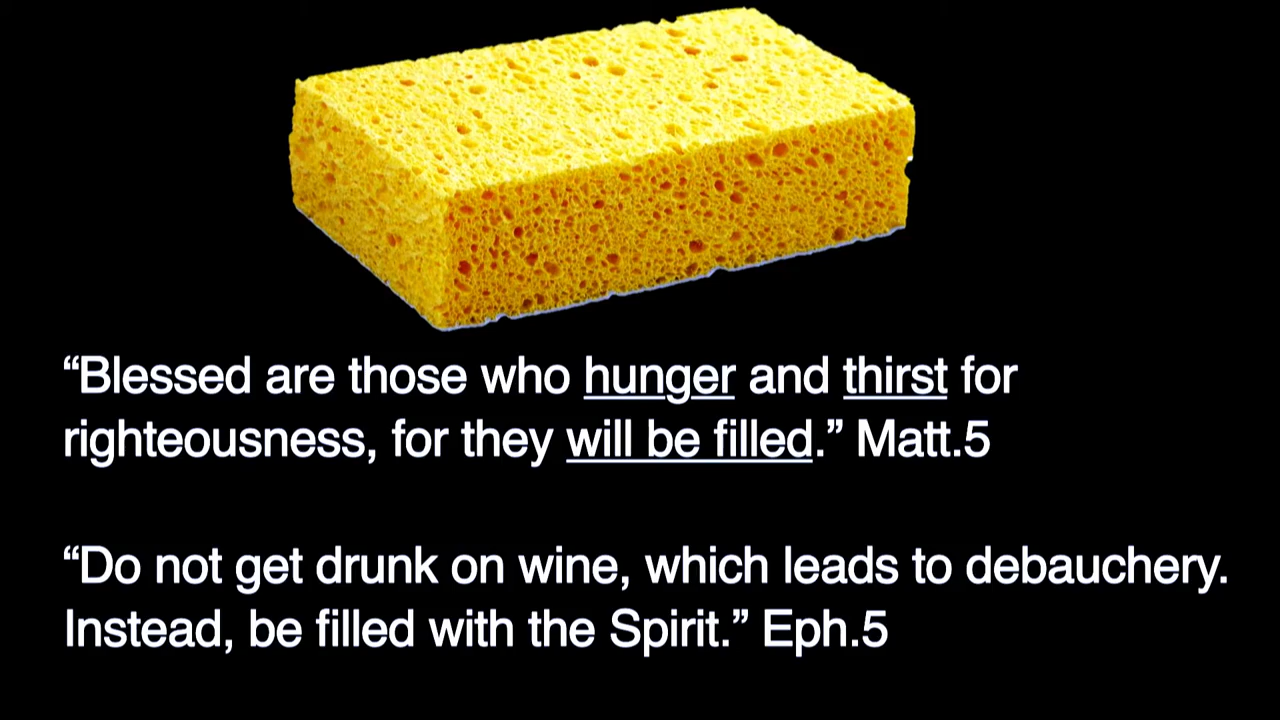 “Blessed are those who hunger and thirst for
righteousness, for they will be filled.” Matt.5
“Do not get drunk on wine, which leads to debauchery.
Instead, be filled with the Spirit.” Eph.5